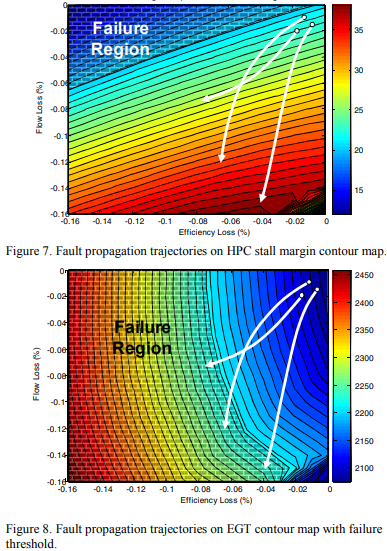 0
-0.02
-0.04
-0.06
-0.08
-0.1
-0.12
-0.14
-0.16
Flow Loss (%)
Failure
Region
-0.16 -0.14 -0.12 -0.1 -0.08 -0.06 -0.04 -0.02 0
Efficiency Loss (%)
35
30
25
20
15
Figure 7. Fault propagation trajectories on HPC stall margin contour map.
0
-0.02
-0.04
-0.06
-0.08
-0.1
-0.12
-0.14
-0.16
Flow Loss (%)
Failure
Region
-0.16 -0.14 -0.12 -0.1 -0.08 -0.06 -0.04 -0.02 0
Efficiency Loss (%)
2450
2400
2350
2300
2250
2200
2150
2100
Figure 8. Fault propagation trajectories on EGT contour map with failure
threshold.